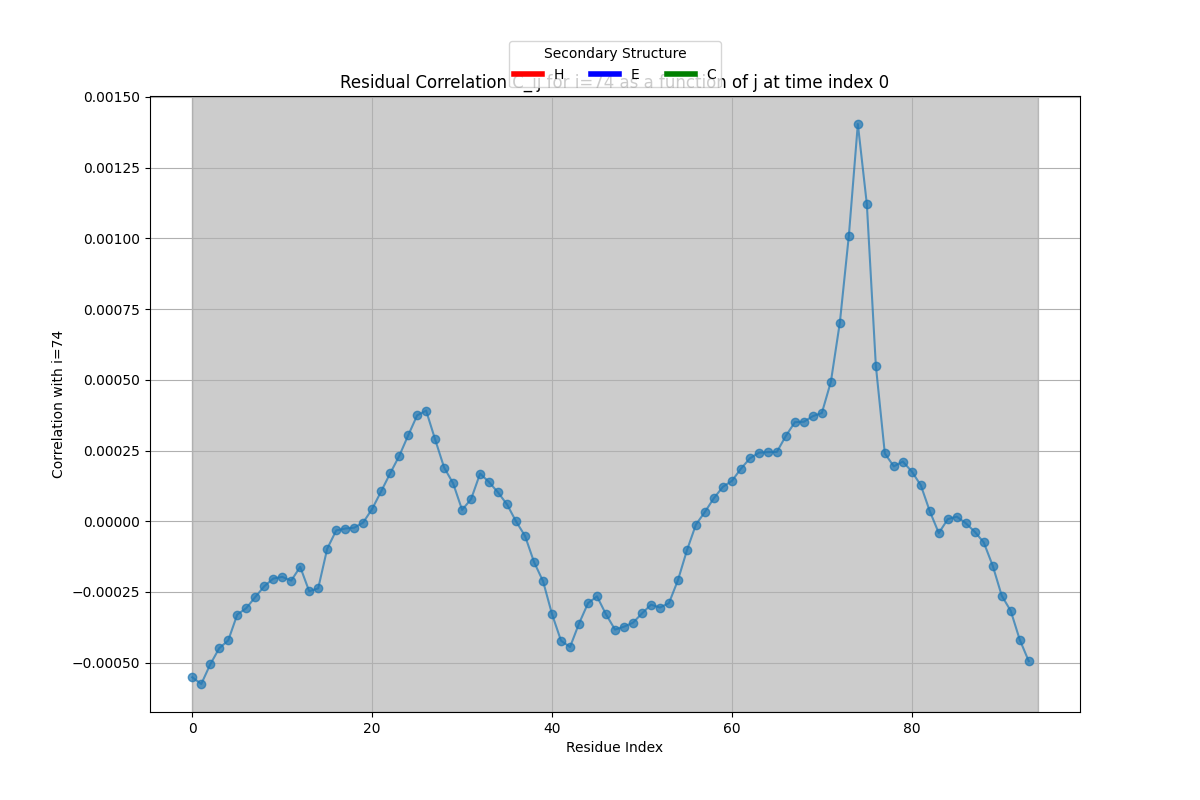 Secondary Structure
H E C
Residual Correlation C_ij for i=74 as a function of j at time index 0
0.00150
0.00125
0.00100
0.00075
0.00050
0.00025
0.00000
−0.00025
−0.00050
Correlation with i=74
0 20 40 60 80
Residue Index